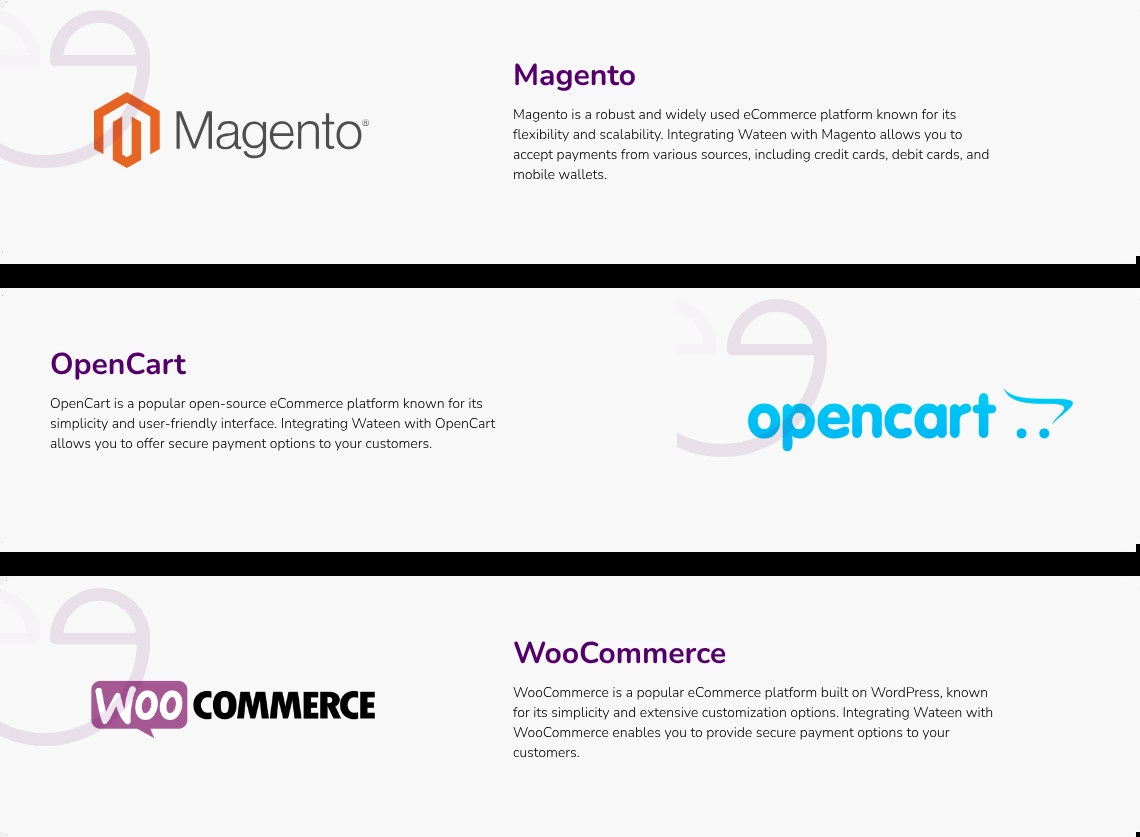 Magento®
Magento
Magento is a robust and widely used eCommerce platform known for its
flexibility and scalability. Integrating Wateen with Magento allows you to
accept payments from various sources, including credit cards, debit cards, and
mobile wallets.
OpenCart
OpenCart is a popular open-source eCommerce platform known for its
simplicity and user-friendly interface. Integrating Wateen with OpenCart
allows you to offer secure payment options to your customers.
opencart
WOO COMMERCE
WooCommerce
WooCommerce is a popular eCommerce platform built on WordPress, known
for its simplicity and extensive customization options. Integrating Wateen with
WooCommerce enables you to provide secure payment options to your
customers.